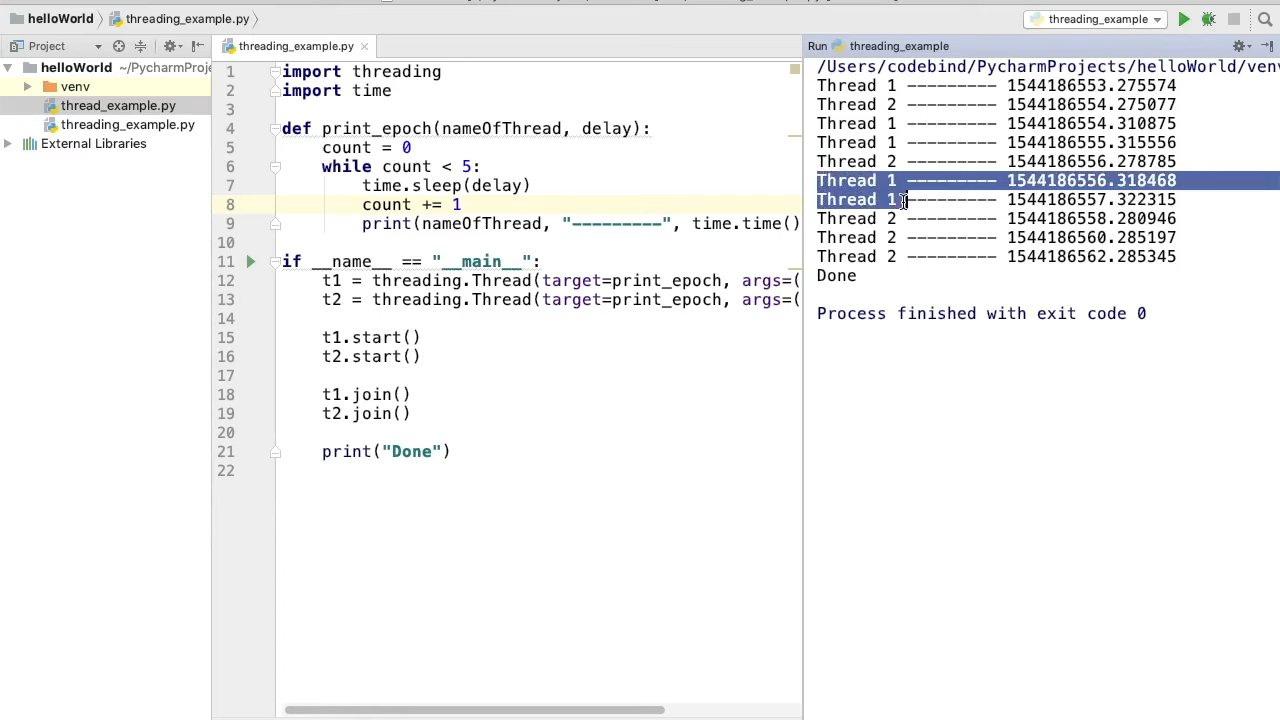 helloWorld threading_example.py threading_example
Project threading_example.py Run threading_example
helloWorld ~/PycharmProje
venv
thread_example.py
threading_example.py
External Libraries
1 import threading
2 import time
3
4 def print_epoch(nameOfThread, delay):
5 count = 0
6 while count < 5:
7 time.sleep(delay)
8 count += 1
9 print(nameOfThread, "---------", time.time()
10
11 if __name__ == "__main__":
12 t1 = threading.Thread(target=print_epoch, args=(
13 t2 = threading.Thread(target=print_epoch, args=(
14
15 t1.start()
16 t2.start()
17
18 t1.join()
19 t2.join()
20
21 print("Done")
22
/Users/codebind/PycharmProjects/helloWorld/venv
Thread 1 --------- 1544186553.275574
Thread 2 --------- 1544186554.275077
Thread 1 --------- 1544186554.310875
Thread 1 --------- 1544186555.315556
Thread 2 --------- 1544186556.278785
Thread 1 --------- 1544186556.318468
Thread 1 --------- 1544186557.322315
Thread 2 --------- 1544186558.280946
Thread 2 --------- 1544186560.285197
Thread 2 --------- 1544186562.285345
Done
Process finished with exit code 0